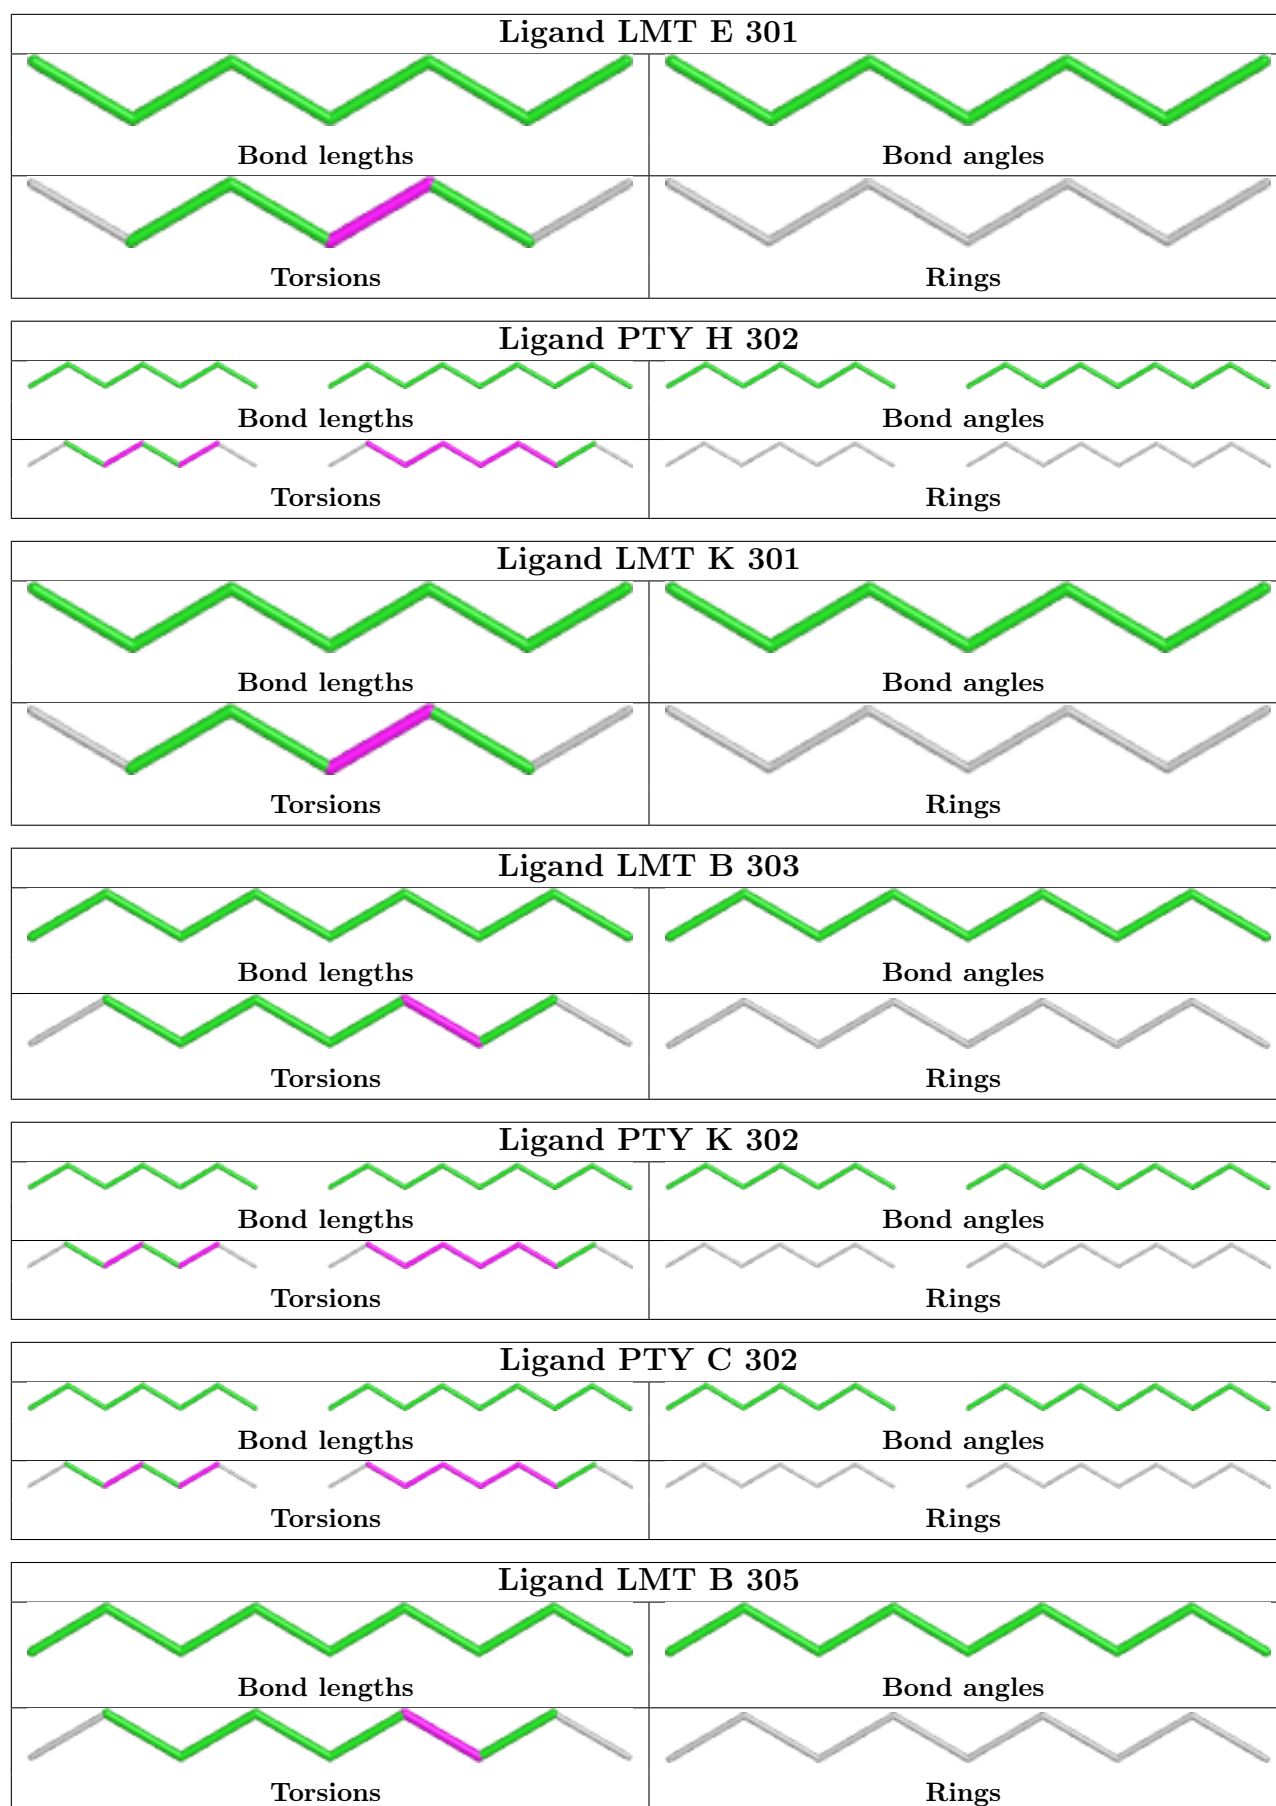 Ligand LMT E 301
Bond lengths Bond angles
Torsions Rings
Ligand PTY H 302
Bond lengths Bond angles
Torsions Rings
Ligand LMT K 301
Bond lengths Bond angles
Torsions Rings
Ligand LMT B 303
Bond lengths Bond angles
Torsions Rings
Ligand PTY K 302
Bond lengths Bond angles
Torsions Rings
Ligand PTY C 302
Bond lengths Bond angles
Torsions Rings
Ligand LMT B 305
Bond lengths Bond angles
Torsions Rings